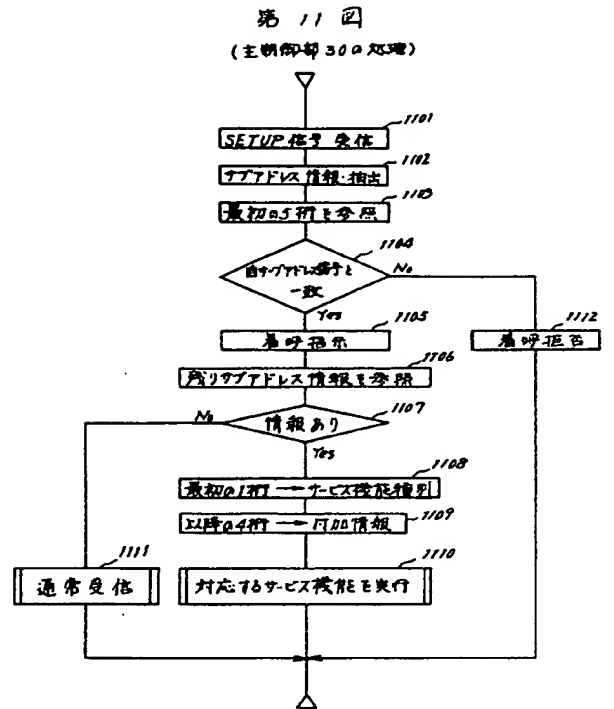 第 11 図
(主制御部30の処理)
1101
SETUP信号 受信
1102
サブアドレス情報・抽出
1103
最初の5桁を参照
1104
自サブアドレス番号と
一致
No
Yes
1105
着呼指示
1112
着呼拒否
1106
残りサブアドレス情報を参照
1107
No
情報あり
Yes
1108
最初の1桁 → サービス機能種別
1109
以降の4桁 → 付加情報
1111
通常受信
1110
対応するサービス機能を実行